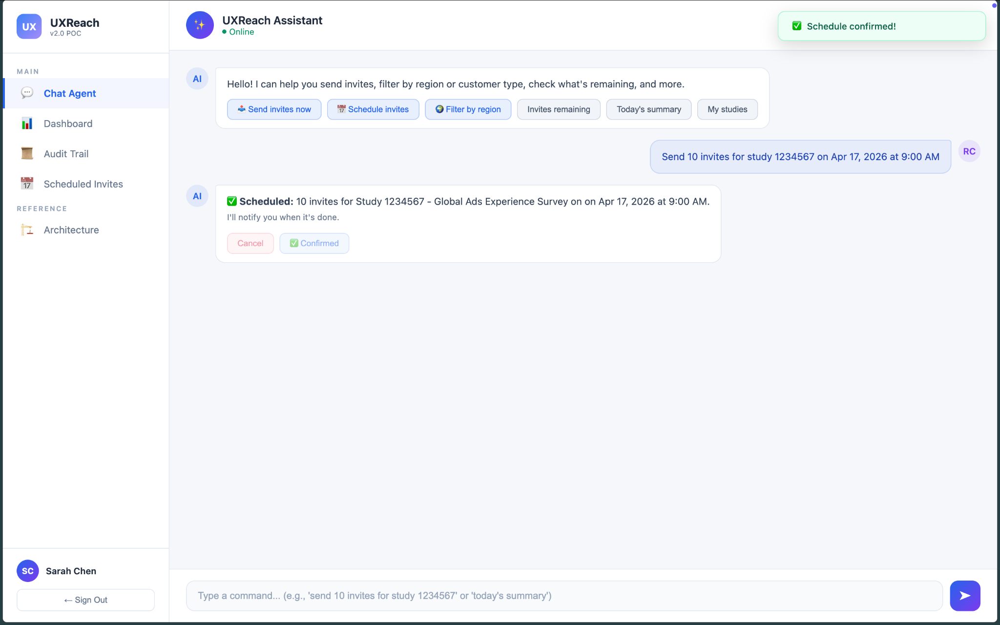 UX
UXReach
v2.0 POC
MAIN
Chat Agent
Dashboard
Audit Trail
17
Scheduled Invites
REFERENCE
Architecture
SC
Sarah Chen
← Sign Out
UXReach Assistant
Online
✅ Schedule confirmed!
AI
Hello! I can help you send invites, filter by region or customer type, check what's remaining, and more.
📤 Send invites now
📅 Schedule invites
🌍 Filter by region
Invites remaining
Today's summary
My studies
Send 10 invites for study 1234567 on Apr 17, 2026 at 9:00 AM
RC
AI
✅ Scheduled: 10 invites for Study 1234567 - Global Ads Experience Survey on on Apr 17, 2026 at 9:00 AM.
I'll notify you when it's done.
Cancel
✅ Confirmed
Type a command... (e.g., 'send 10 invites for study 1234567' or 'today's summary')